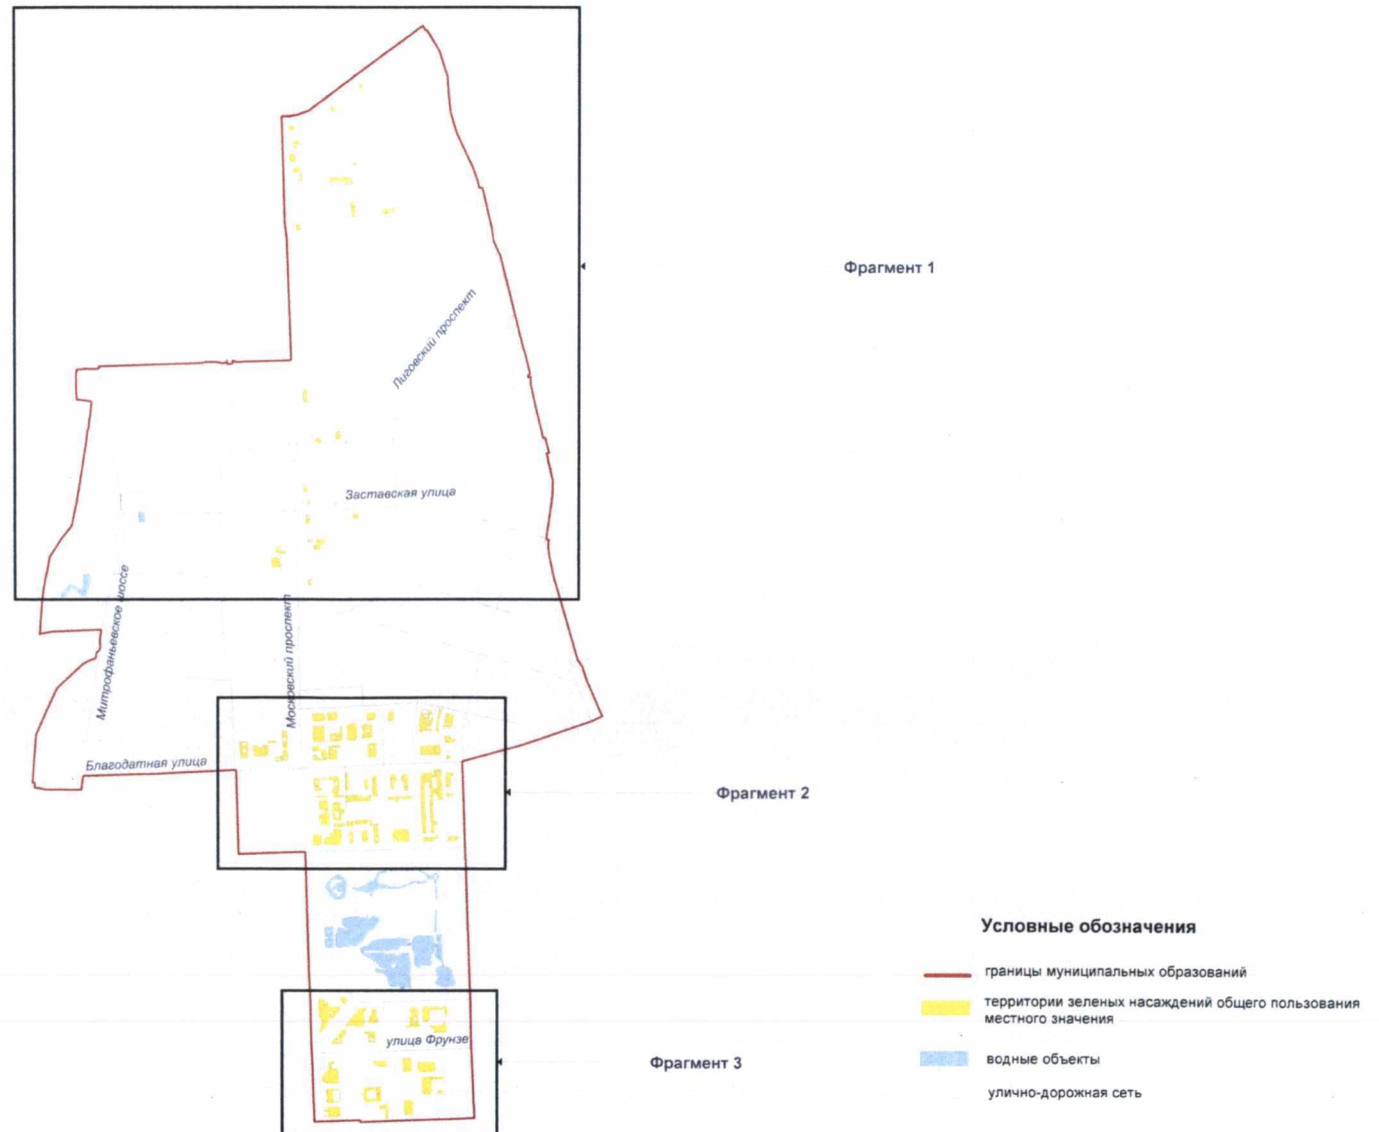 Фрагмент 1
Лиговский проспект
Заставская улица
Митрофаньевское шоссе
Московский проспект
Благодатная улица
Фрагмент 2
Условные обозначения
границы муниципальных образований
территории зеленых насаждений общего пользования
местного значения
улица Фрунзе
водные объекты
Фрагмент 3
улично-дорожная сеть